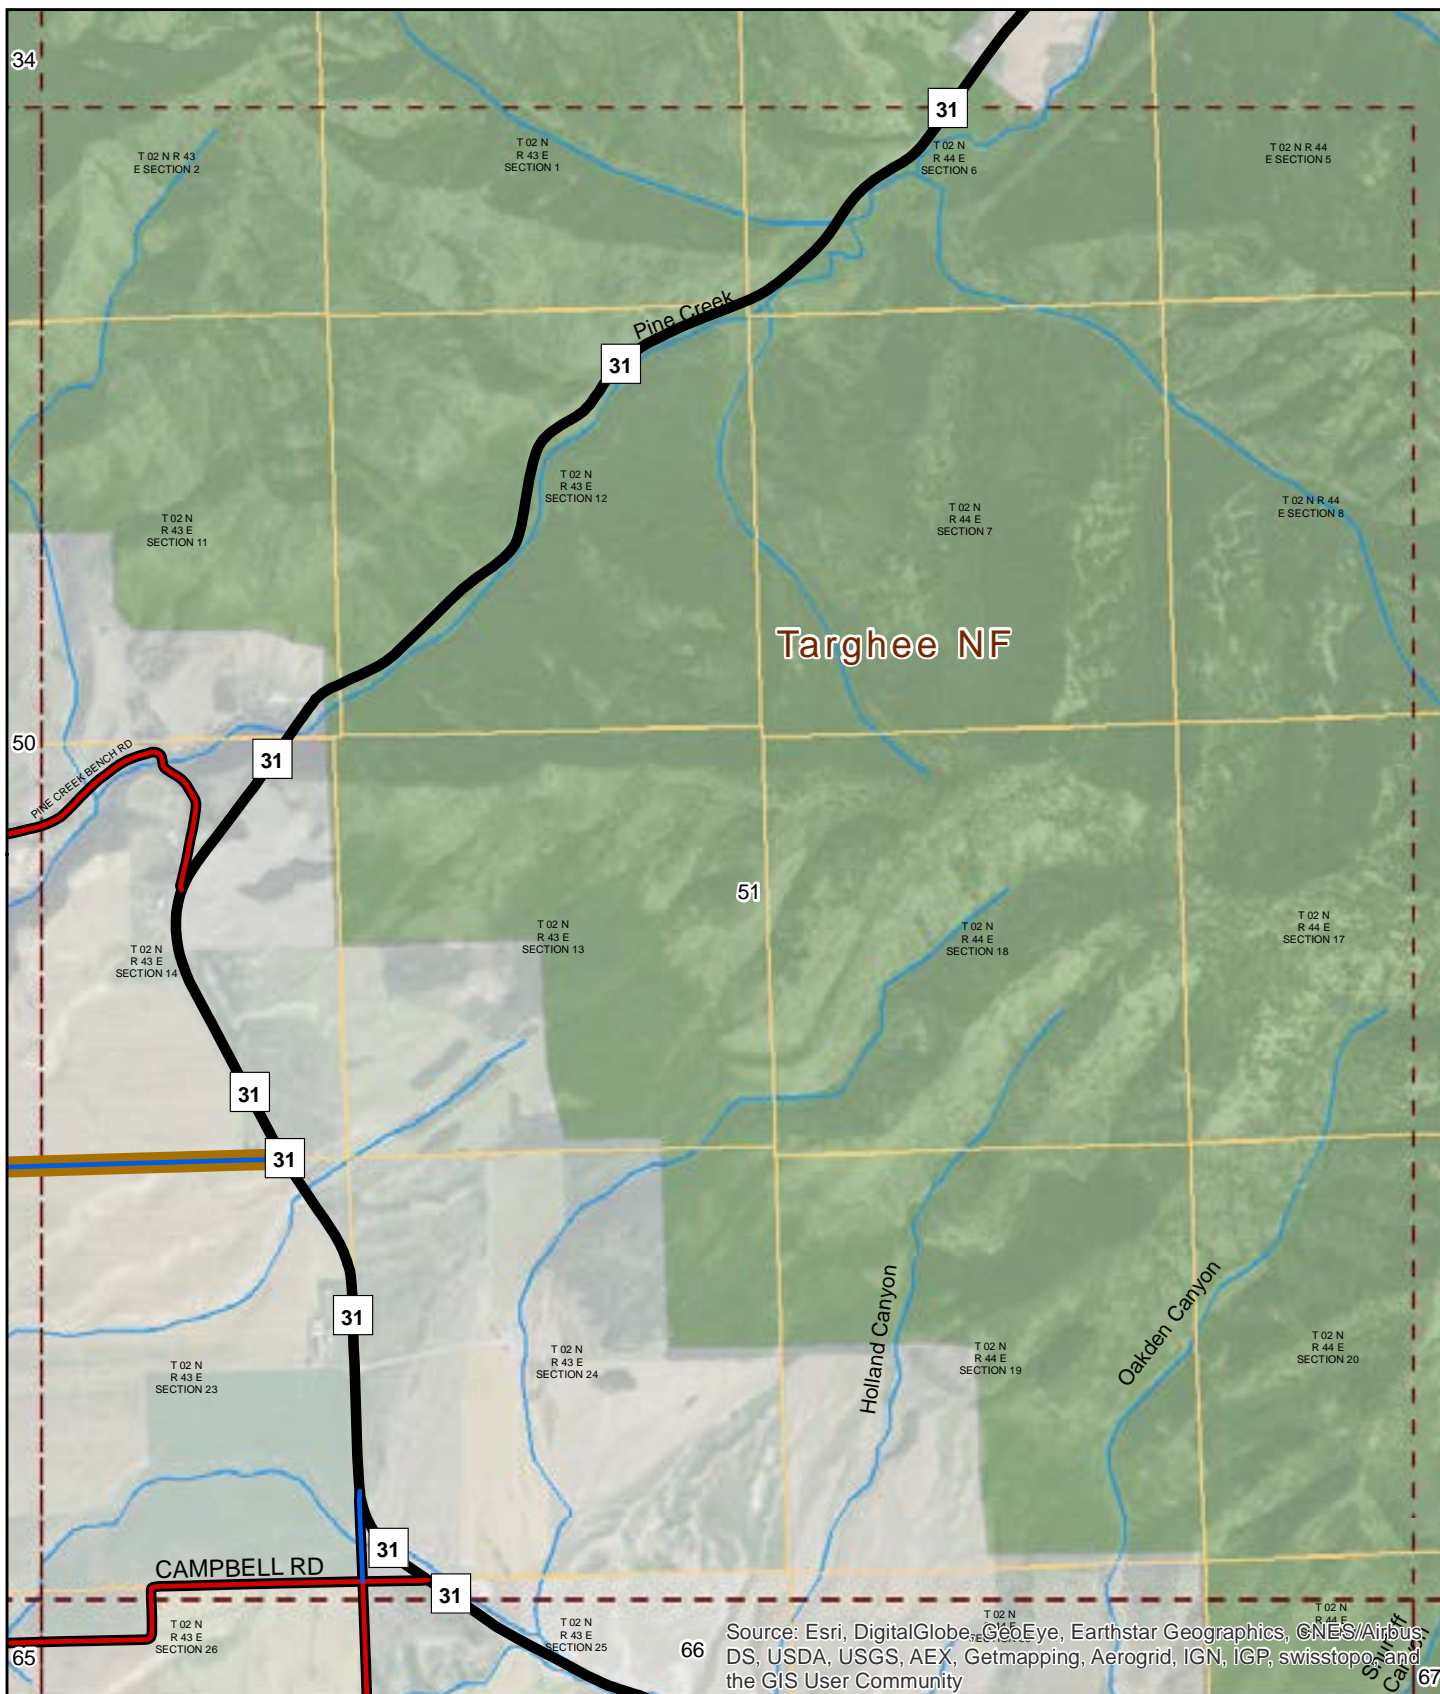 34
31
T 02 N R 43
E SECTION 2
T 02 N
R 43 E
SECTION 1
T 02 N
R 44 E
SECTION 6
T 02 N R 44
E SECTION 5
Pine Creek
31
T 02 N
R 43 E
SECTION 11
T 02 N
R 43 E
SECTION 12
T 02 N
R 44 E
SECTION 7
T 02 N R 44
E SECTION 8
Targhee NF
50
PINE CREEK BENCH RD
31
51
T 02 N
R 43 E
SECTION 14
T 02 N
R 43 E
SECTION 13
T 02 N
R 44 E
SECTION 18
T 02 N
R 44 E
SECTION 17
31
31
31
Holland Canyon
Oakden Canyon
T 02 N
R 43 E
SECTION 23
T 02 N
R 43 E
SECTION 24
T 02 N
R 44 E
SECTION 19
T 02 N
R 44 E
SECTION 20
31
CAMPBELL RD
31
T 02 N
R 43 E
SECTION 26
T 02 N
R 43 E
SECTION 25
T 02 N
T 02 N
R 44 E
65
66
Source: Esri, DigitalGlobe, GeoEye, Earthstar Geographics, CNES/Airbus
DS, USDA, USGS, AEX, Getmapping, Aerogrid, IGN, IGP, swisstopo, and
the GIS User Community
67